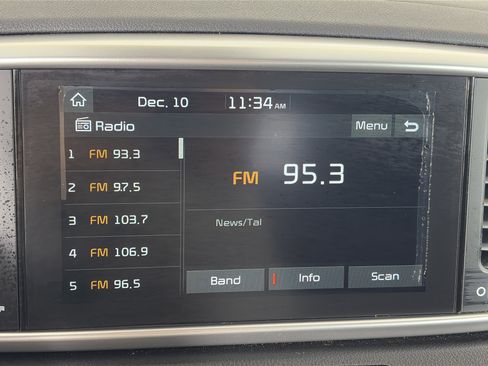 Dec. 10 11:34 AM
Radio Menu
1 FM 93.3
2 FM 97.5
3 FM 103.7
4 FM 106.9
5 FM 96.5
FM 95.3
News/Tal
Band Info Scan